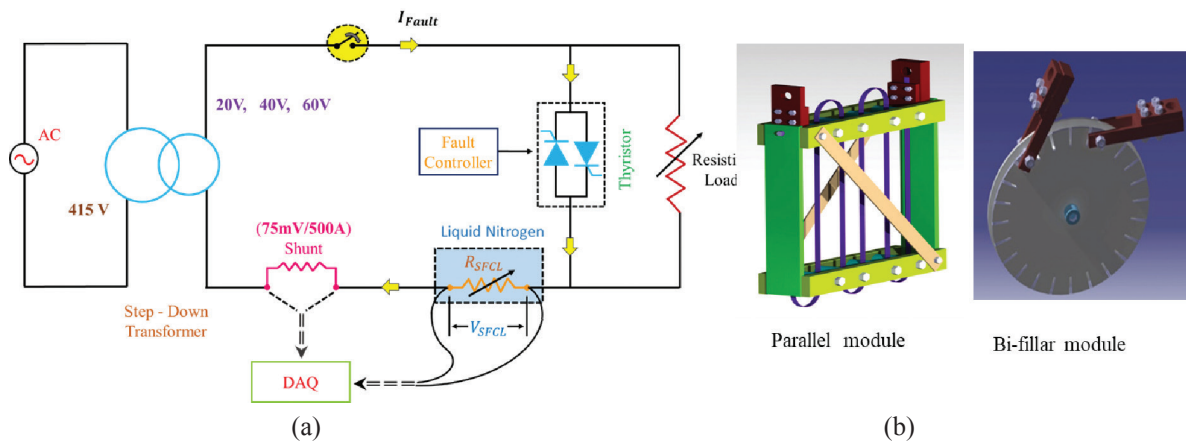 I_Fault
20V, 40V, 60V
AC
415 V
Fault
Controller
Thyristor
Resisti
Load
(75mV/500A)
Shunt
Liquid Nitrogen
R_SFCL
V_SFCL
Step - Down
Transformer
DAQ
(a)
Parallel module
Bi-fillar module
(b)